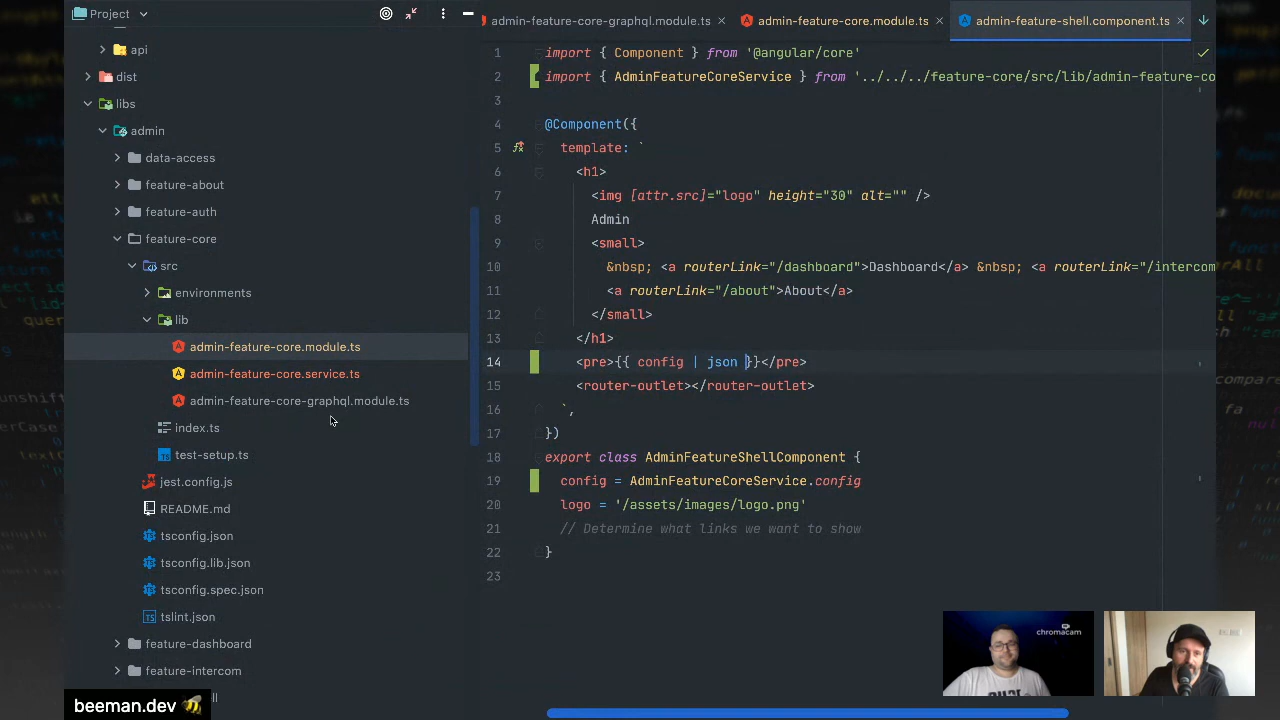 Project
api
dist
libs
admin
data-access
feature-about
feature-auth
feature-core
src
environments
lib
admin-feature-core.module.ts
admin-feature-core.service.ts
admin-feature-core-graphql.module.ts
index.ts
test-setup.ts
jest.config.js
README.md
tsconfig.json
tsconfig.lib.json
tsconfig.spec.json
tslint.json
feature-dashboard
feature-intercom
beeman.dev
admin-feature-core-graphql.module.ts
admin-feature-core.module.ts
admin-feature-shell.component.ts
1 import { Component } from '@angular/core'
2 import { AdminFeatureCoreService } from '../../../feature-core/src/lib/admin-feature-co
3
4 @Component({
5 template: `
6 <h1>
7 <img [attr.src]="logo" height="30" alt="" />
8 Admin
9 <small>
10 &nbsp; <a routerLink="/dashboard">Dashboard</a> &nbsp; <a routerLink="/intercom
11 <a routerLink="/about">About</a>
12 </small>
13 </h1>
14 <pre>{{ config | json }}</pre>
15 <router-outlet></router-outlet>
16 `,
17 })
18 export class AdminFeatureShellComponent {
19 config = AdminFeatureCoreService.config
20 logo = '/assets/images/logo.png'
21 // Determine what links we want to show
22 }
23
chromacam